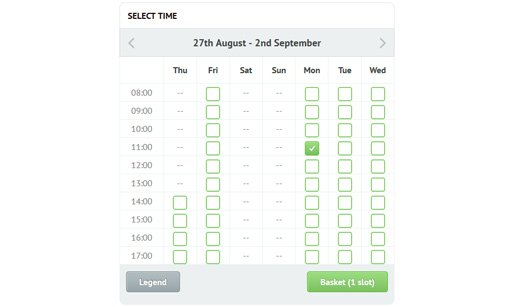 SELECT TIME
27th August - 2nd September
Thu Fri Sat Sun Mon Tue Wed
08:00 -- -- --
09:00 -- -- --
10:00 -- -- --
11:00 -- -- --
12:00 -- -- --
13:00 -- -- --
14:00 -- --
15:00 -- --
16:00 -- --
17:00 -- --
Legend Basket (1 slot)